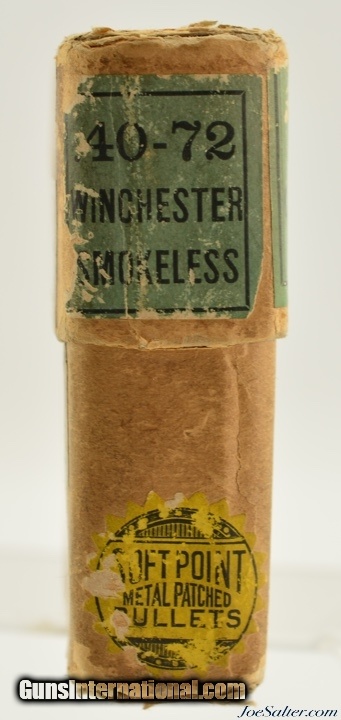 40-72
WINCHESTER
SMOKELESS
SOFT POINT
METAL PATCHED
BULLETS
GunsInternational.com
JoeSalter.com